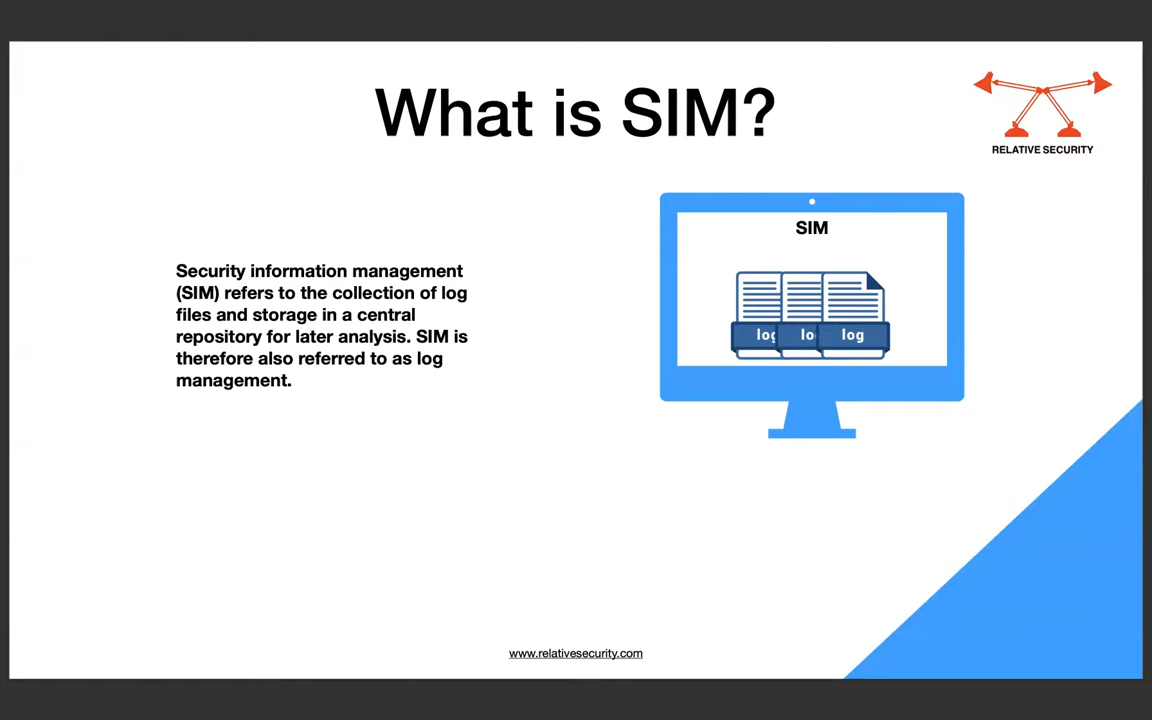 What is SIM?
RELATIVE SECURITY
SIM
Security information management
(SIM) refers to the collection of log
files and storage in a central
repository for later analysis. SIM is
therefore also referred to as log
management.
log lo log
www.relativesecurity.com